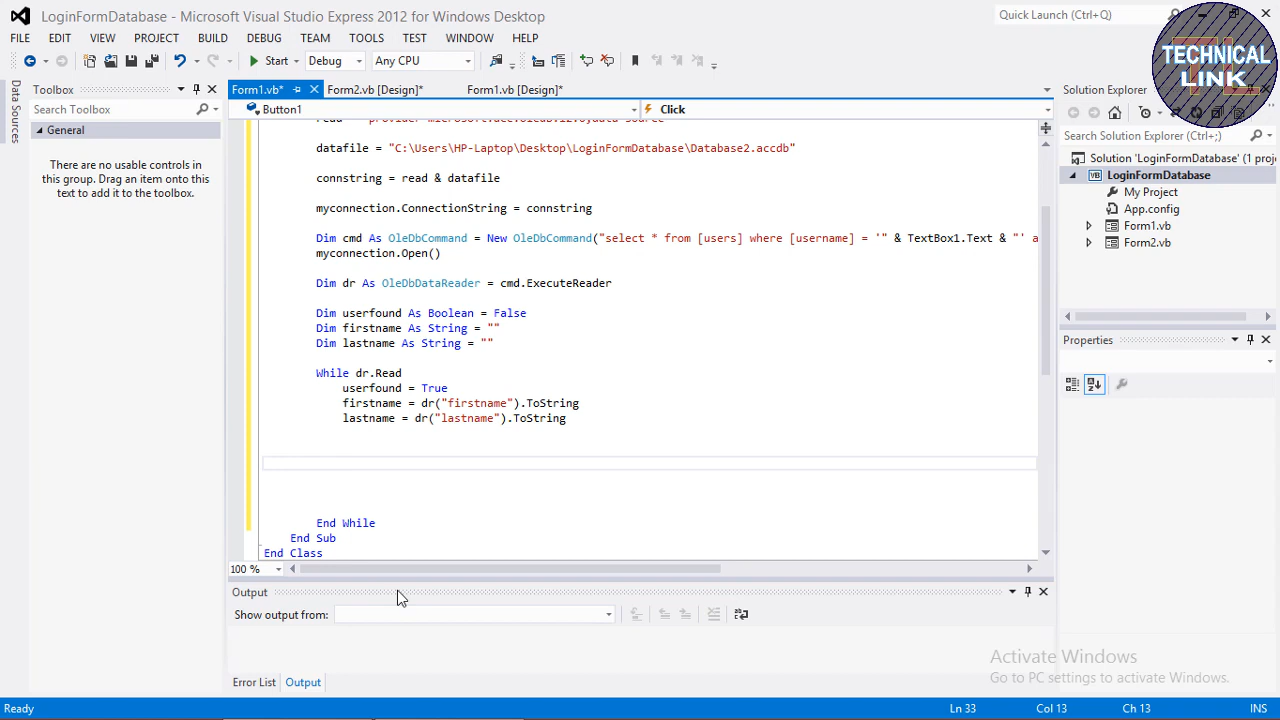 LoginFormDatabase - Microsoft Visual Studio Express 2012 for Windows Desktop
Quick Launch (Ctrl+Q)
FILE EDIT VIEW PROJECT BUILD DEBUG TEAM TOOLS TEST WINDOW HELP
Start Debug Any CPU
TECHNICAL
LINK
Data Sources
Toolbox
Search Toolbox
General
There are no usable controls in
this group. Drag an item onto this
text to add it to the toolbox.
Form1.vb* Form2.vb [Design]* Form1.vb [Design]*
Button1 Click
datafile = "C:\Users\HP-Laptop\Desktop\LoginFormDatabase\Database2.accdb"
connstring = read & datafile
myconnection.ConnectionString = connstring
Dim cmd As OleDbCommand = New OleDbCommand("select * from [users] where [username] = '" & TextBox1.Text & "' a
myconnection.Open()
Dim dr As OleDbDataReader = cmd.ExecuteReader
Dim userfound As Boolean = False
Dim firstname As String = ""
Dim lastname As String = ""
While dr.Read
userfound = True
firstname = dr("firstname").ToString
lastname = dr("lastname").ToString
End While
End Sub
End Class
100 %
Output
Show output from:
Error List Output
Solution Explorer
Search Solution Explorer (Ctrl+;)
Solution 'LoginFormDatabase' (1 proj
LoginFormDatabase
My Project
App.config
Form1.vb
Form2.vb
Properties
Activate Windows
Go to PC settings to activate Windows.
Ready Ln 33 Col 13 Ch 13 INS